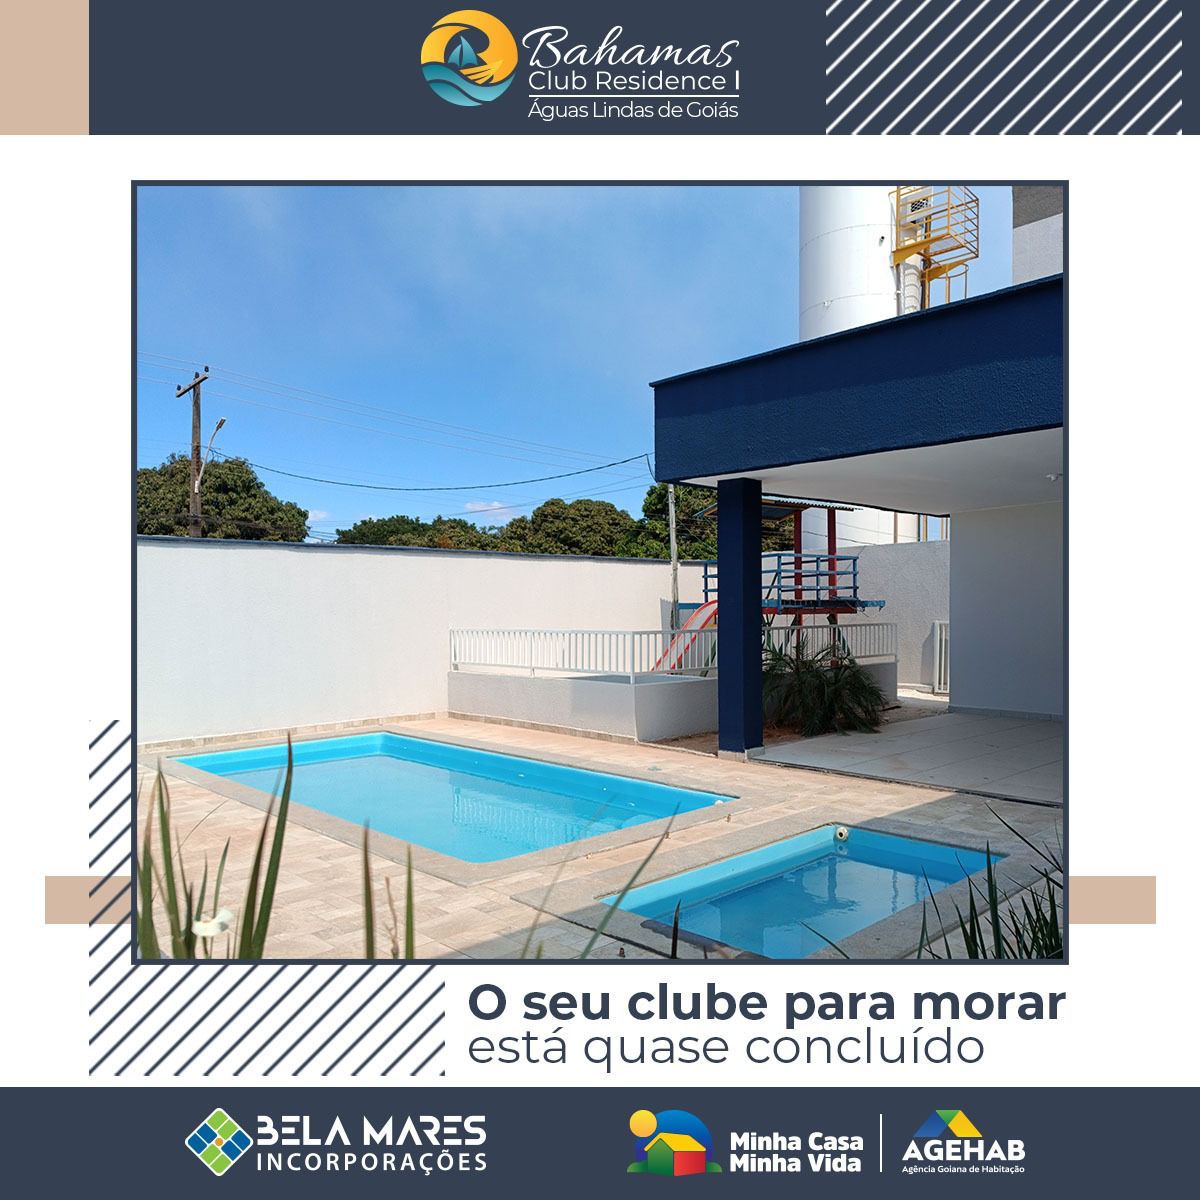 Bahamas
Club Residence I
Águas Lindas de Goiás
O seu clube para morar
está quase concluído
BELA MARES
INCORPORAÇÕES
Minha Casa
Minha Vida
AGEHAB
Agência Goiana de Habitação